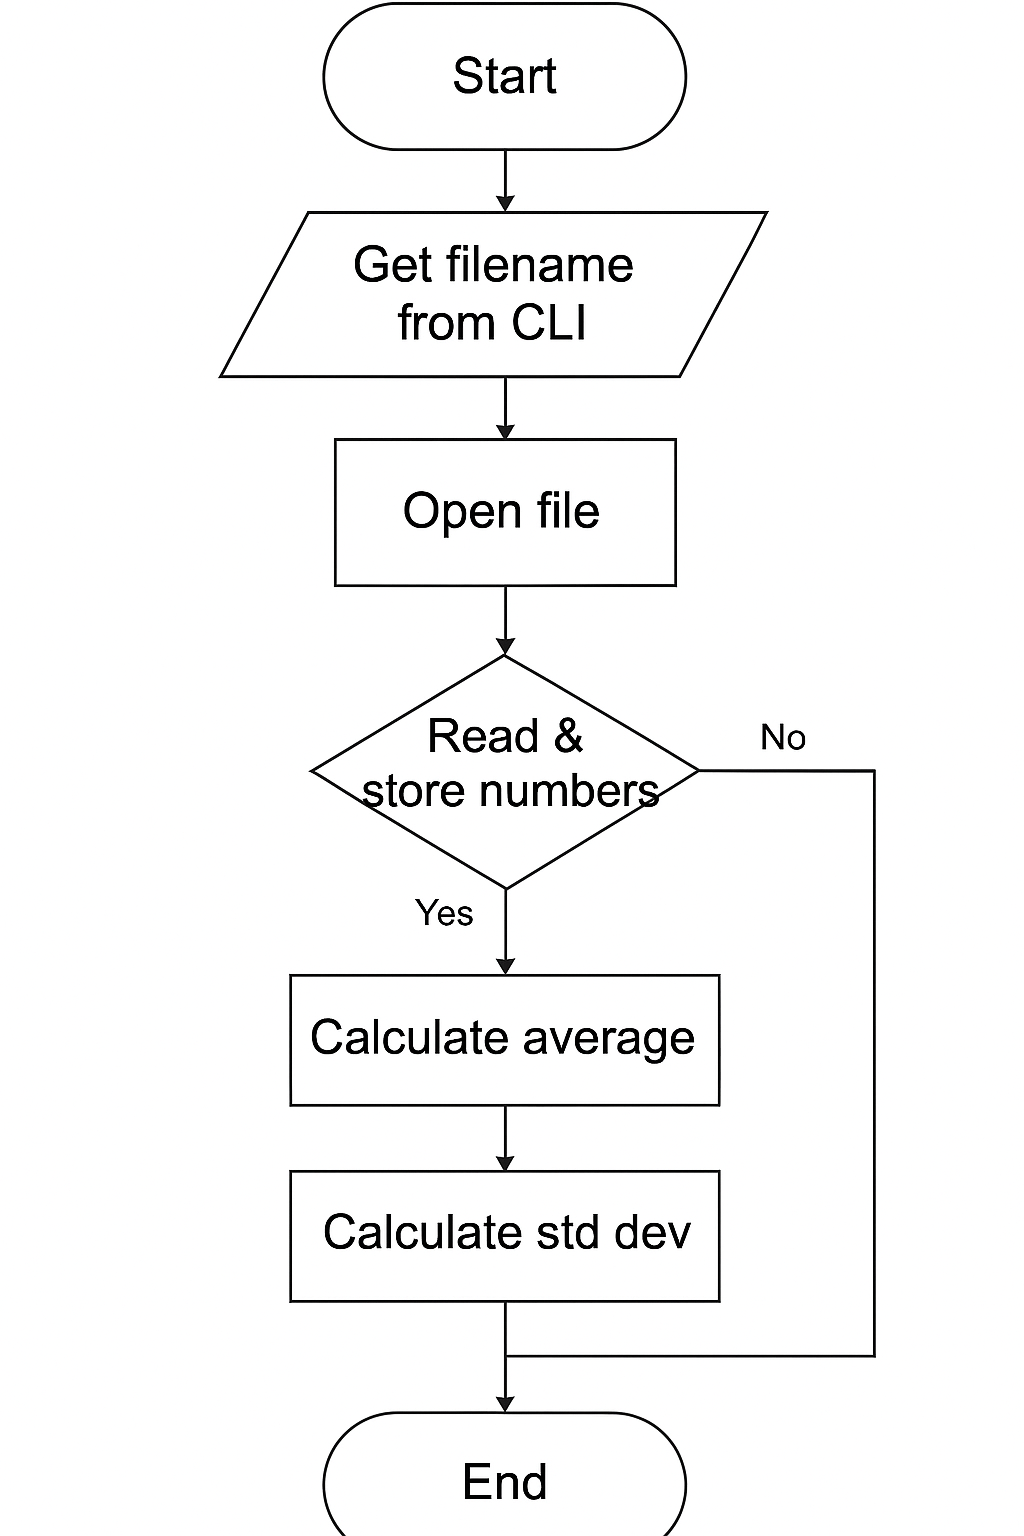 Start
Get filename
from CLI
Open file
Read &
store numbers
No
Yes
Calculate average
Calculate std dev
End